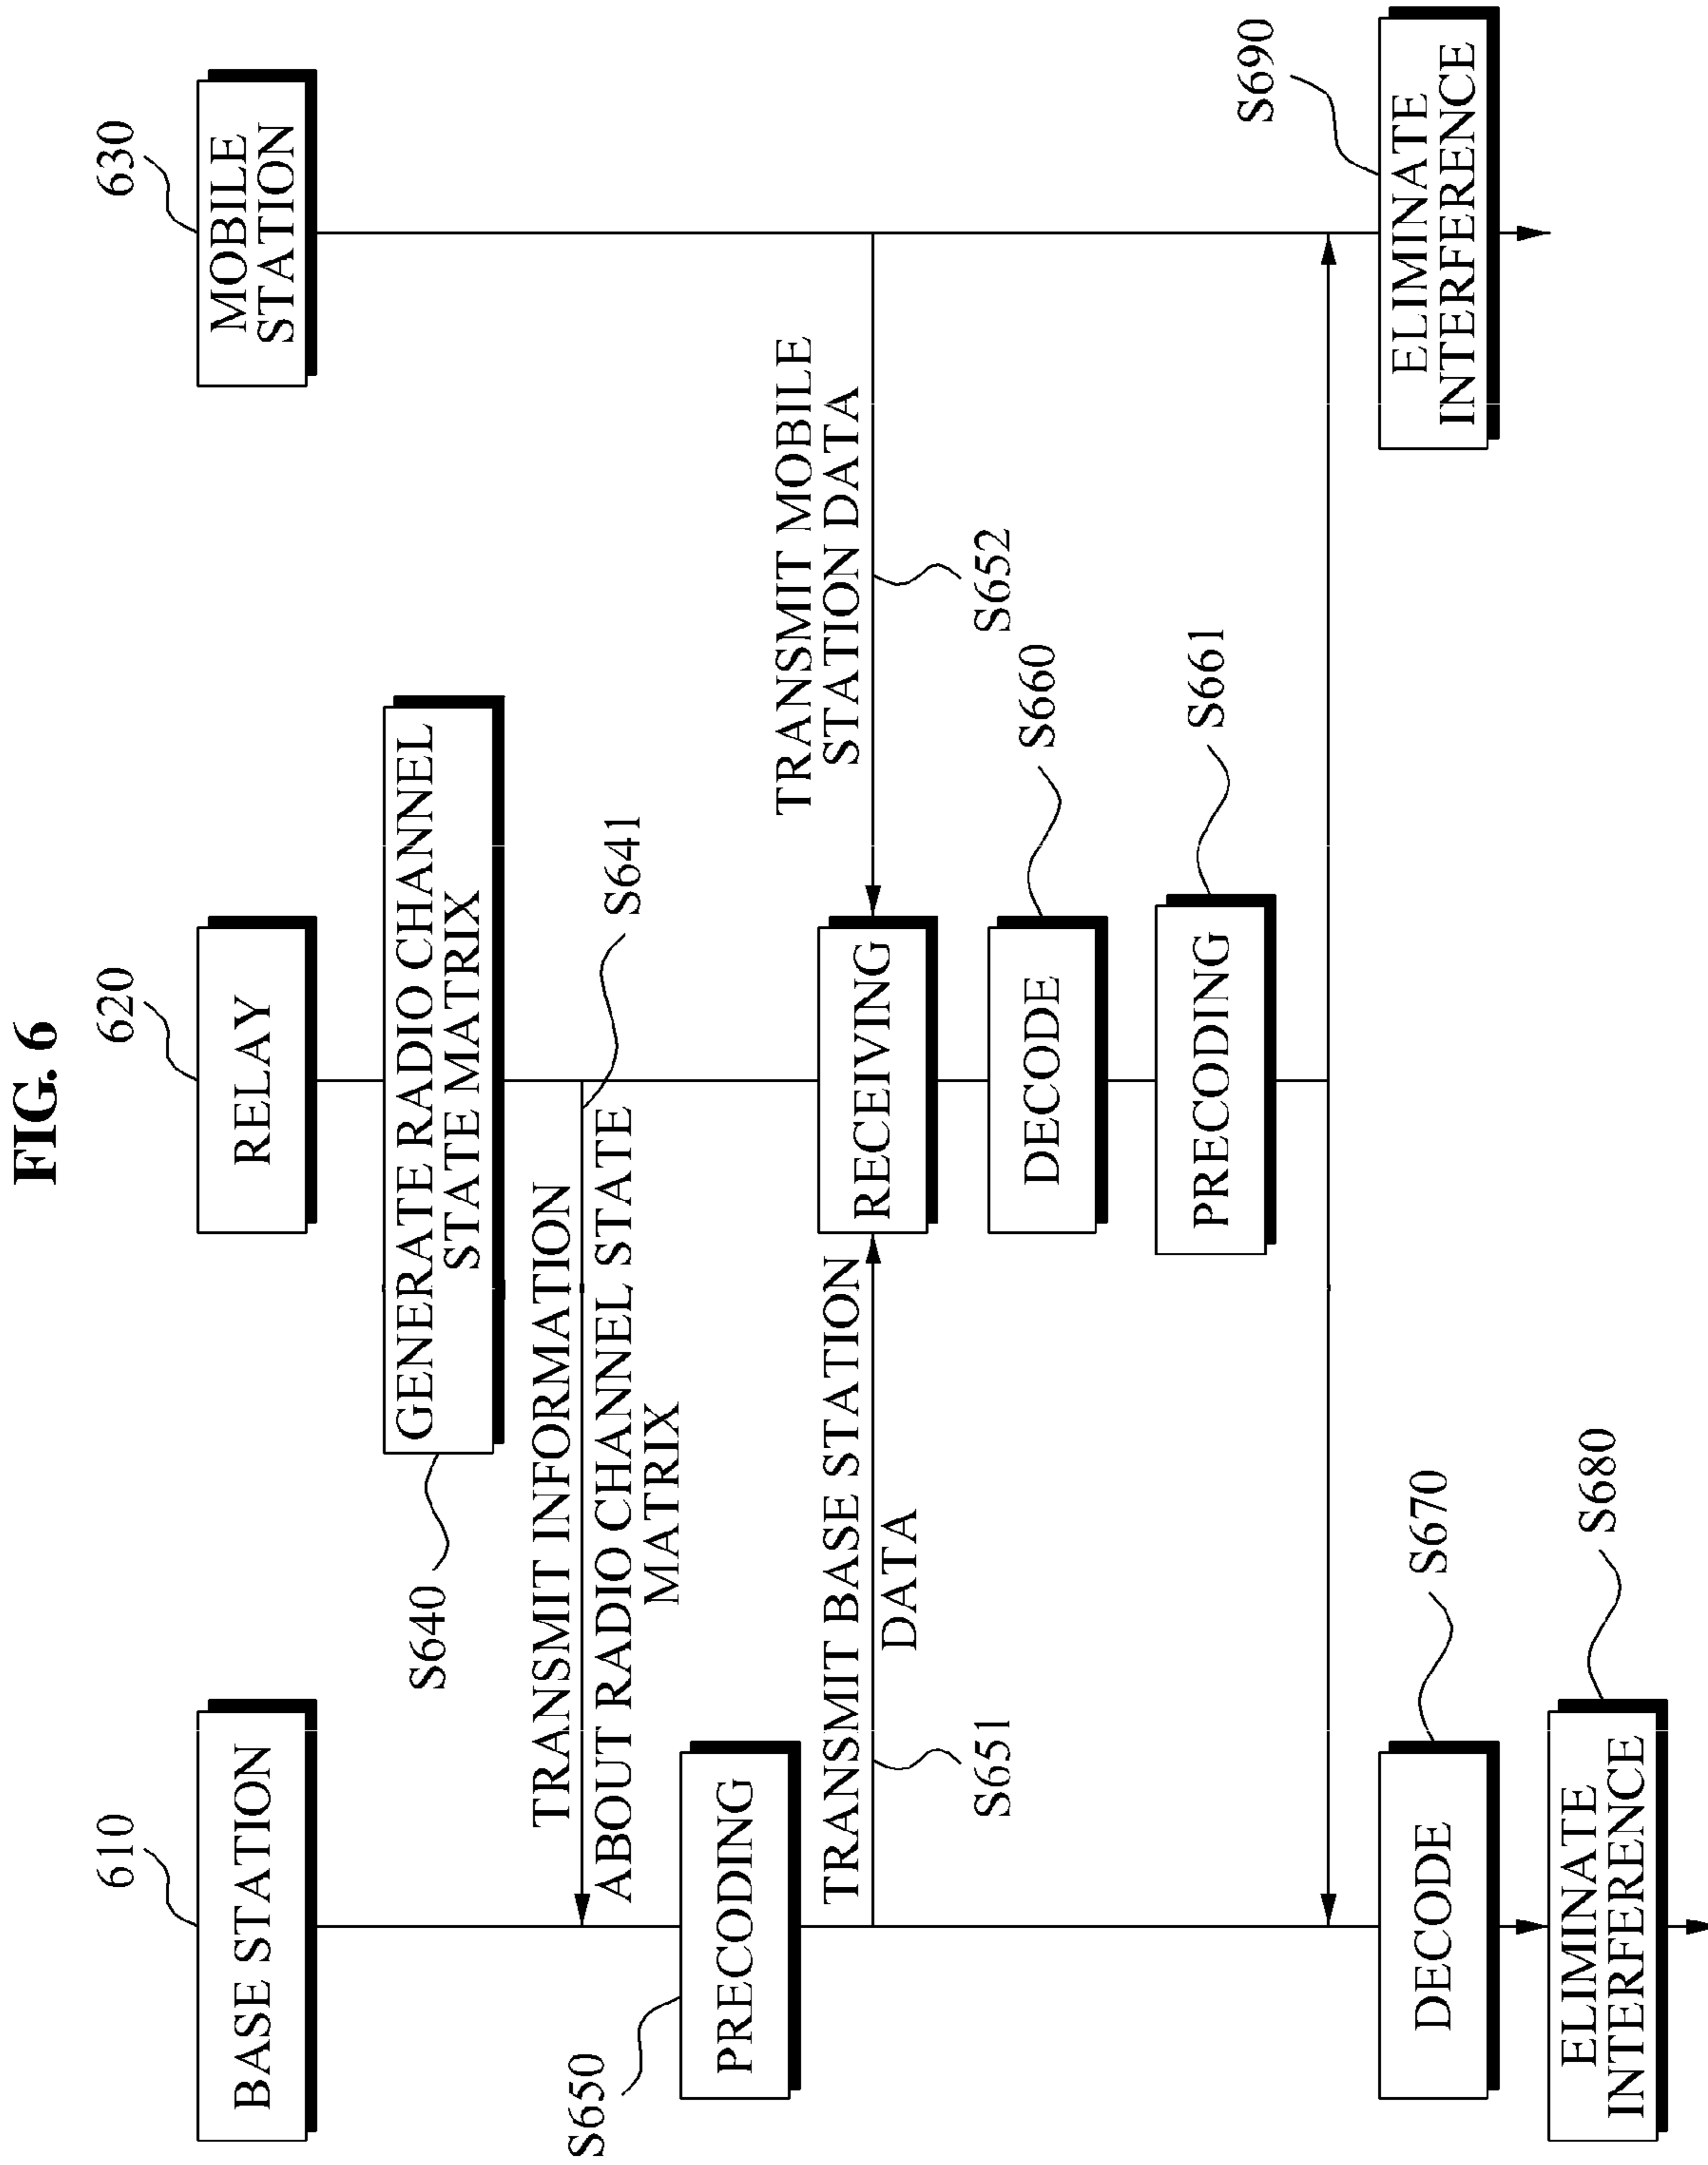 FIG. 6
610
620
630
BASE STATION
RELAY
MOBILE
STATION
S640
GENERATE RADIO CHANNEL
STATE MATRIX
TRANSMIT INFORMATION
ABOUT RADIO CHANNEL STATE
MATRIX
S641
S650
PRECODING
TRANSMIT BASE STATION
DATA
S651
RECEIVING
TRANSMIT MOBILE
STATION DATA
S652
DECODE
S660
PRECODING
S661
DECODE
S670
ELIMINATE
INTERFERENCE
S680
ELIMINATE
INTERFERENCE
S690